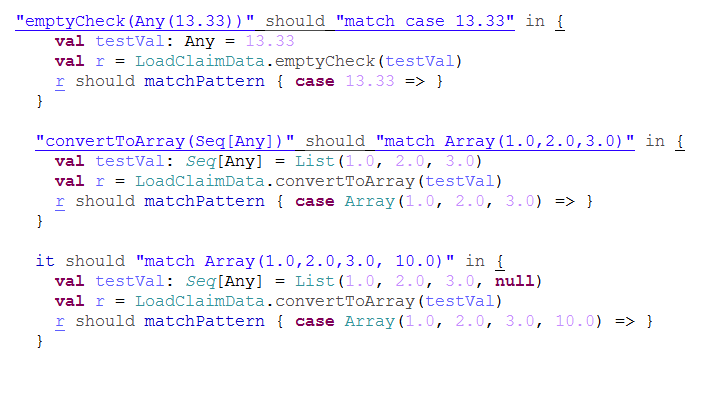 "emptyCheck(Any(13.33))" should "match case 13.33" in {
val testVal: Any = 13.33
val r = LoadClaimData.emptyCheck(testVal)
r should matchPattern { case 13.33 => }
}
"convertToArray(Seq[Any])" should "match Array(1.0,2.0,3.0)" in {
val testVal: Seq[Any] = List(1.0, 2.0, 3.0)
val r = LoadClaimData.convertToArray(testVal)
r should matchPattern { case Array(1.0, 2.0, 3.0) => }
}
it should "match Array(1.0,2.0,3.0, 10.0)" in {
val testVal: Seq[Any] = List(1.0, 2.0, 3.0, null)
val r = LoadClaimData.convertToArray(testVal)
r should matchPattern { case Array(1.0, 2.0, 3.0, 10.0) => }
}